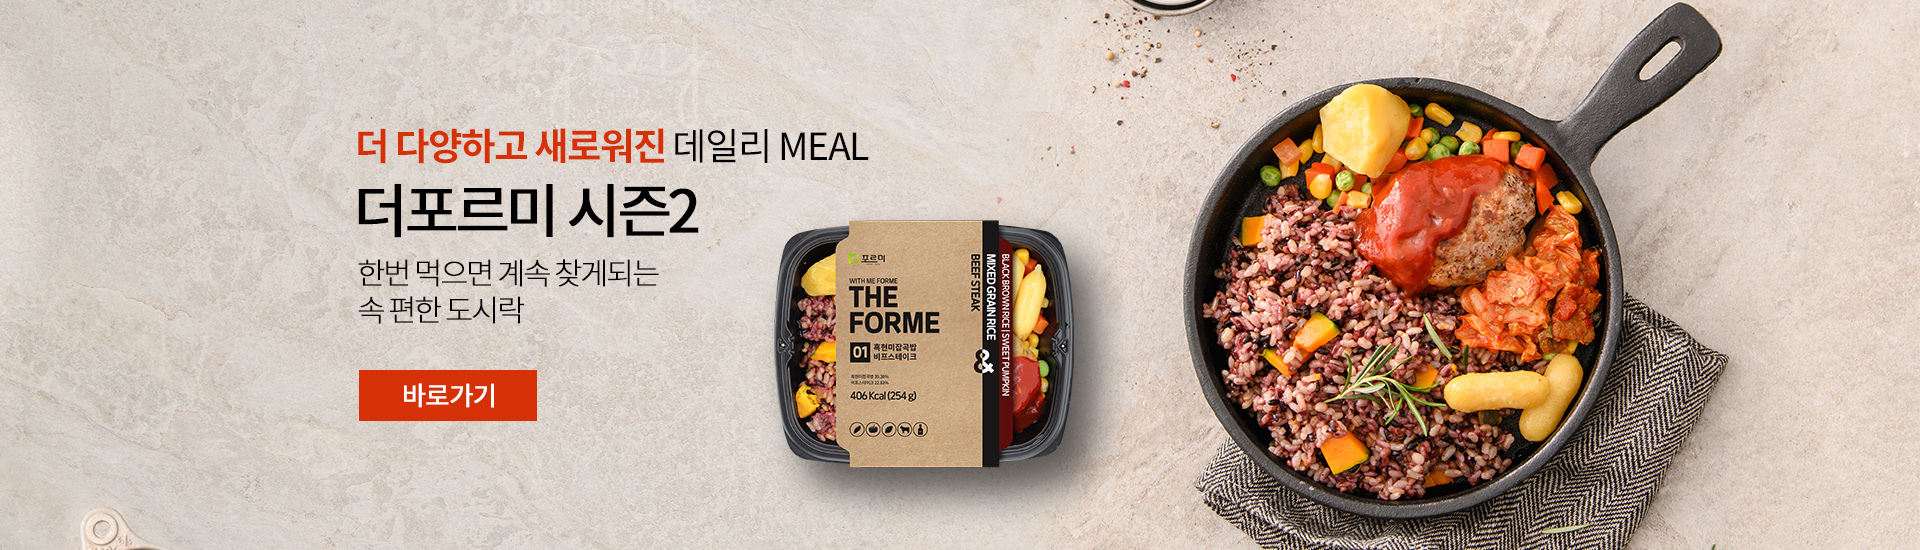 더 다양하고 새로워진 데일리 MEAL
더포르미 시즌2
한번 먹으면 계속 찾게되는
속 편한 도시락
바로가기
포르미
WITH ME FORME
THE
FORME
01 흑현미잡곡밥
비프스테이크
406 Kcal (254 g)
BLACK BROWN RICE | SWEET PUMPKIN
MIXED GRAIN RICE &
BEEF STEAK